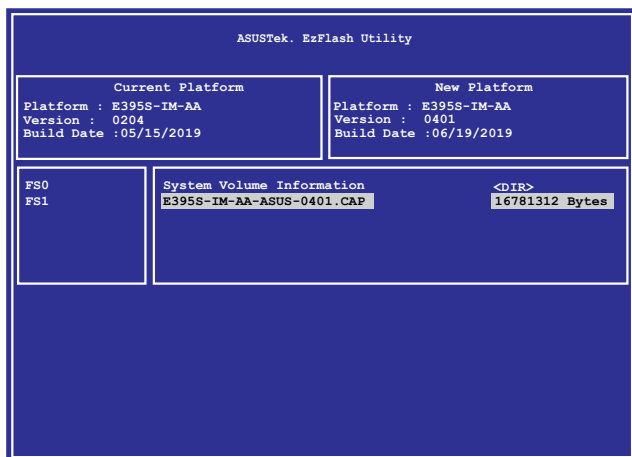 ASUSTek. EzFlash Utility
Current Platform
Platform : E395S-IM-AA
Version : 0204
Build Date :05/15/2019
New Platform
Platform : E395S-IM-AA
Version : 0401
Build Date :06/19/2019
FS0
FS1
System Volume Information <DIR>
E395S-IM-AA-ASUS-0401.CAP 16781312 Bytes